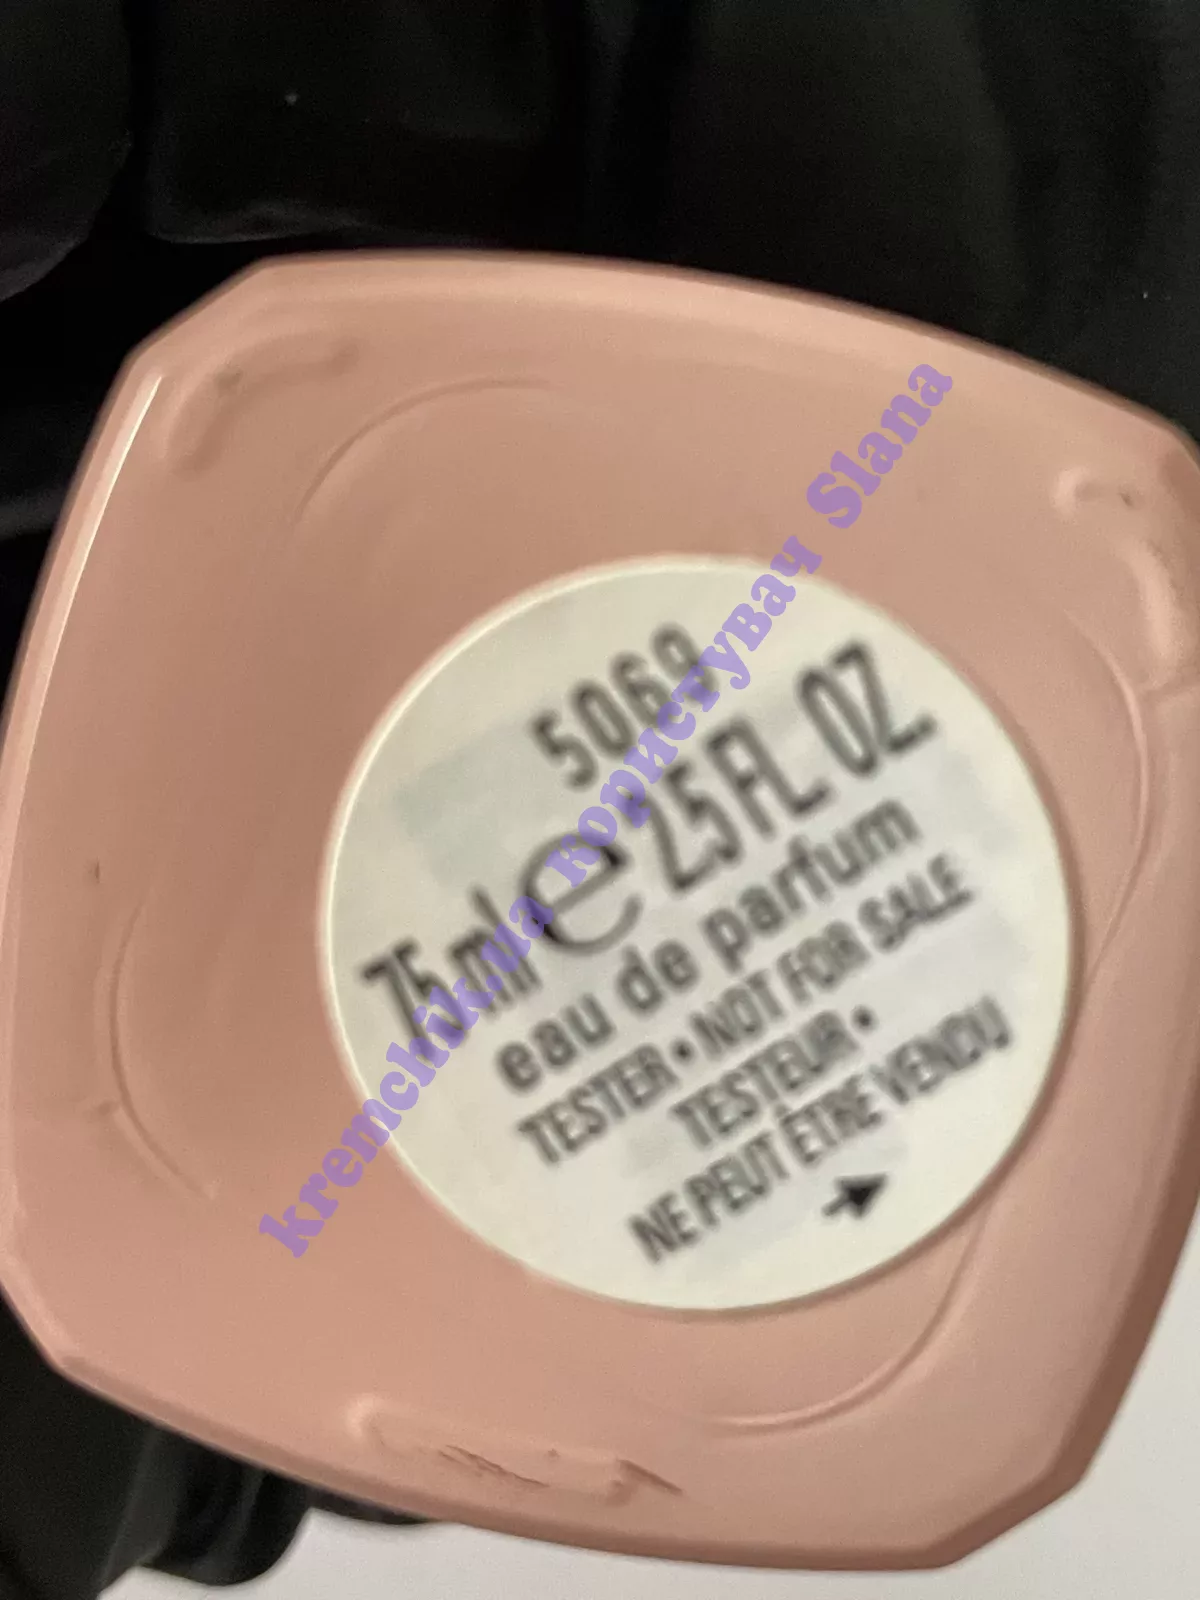 5069
75 ml e 2.5 FL. OZ.
eau de parfum
TESTER • NOT FOR SALE
TESTEUR •
NE PEUT ÊTRE VENDU
kremchik.ua користувач Slana